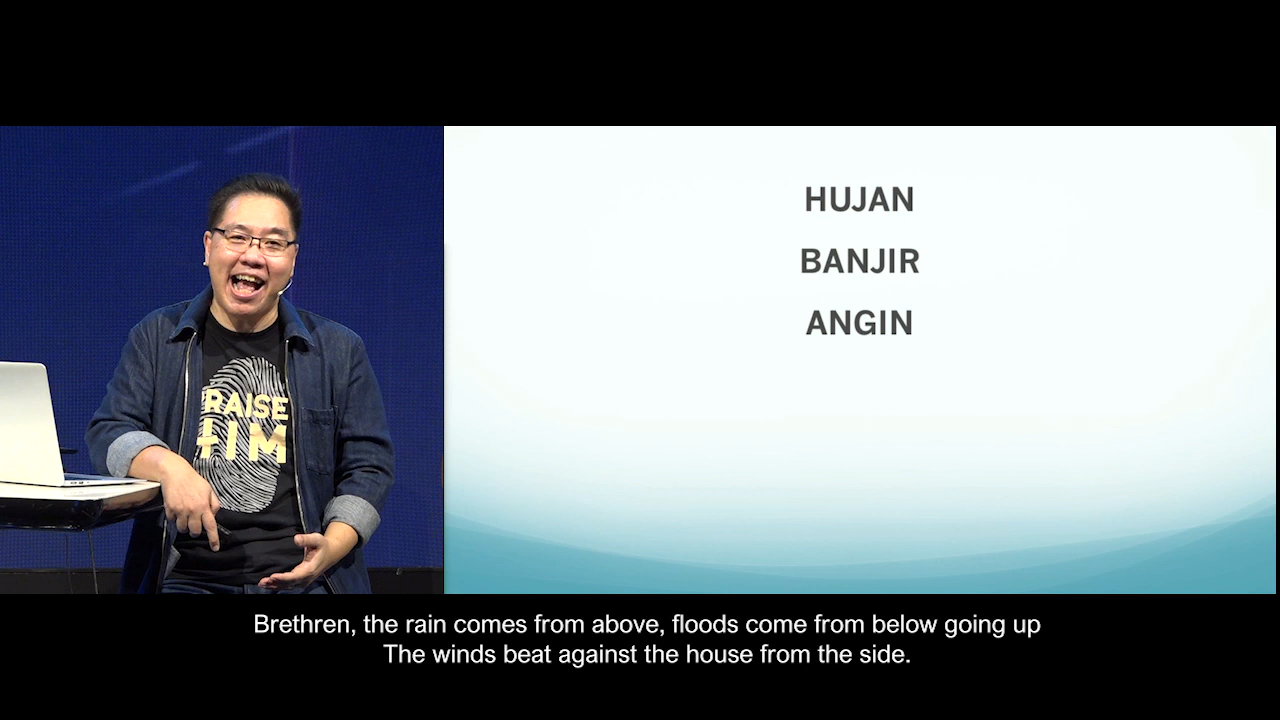 HUJAN
BANJIR
ANGIN
RAISE
HIM
Brethren, the rain comes from above, floods come from below going up
The winds beat against the house from the side.